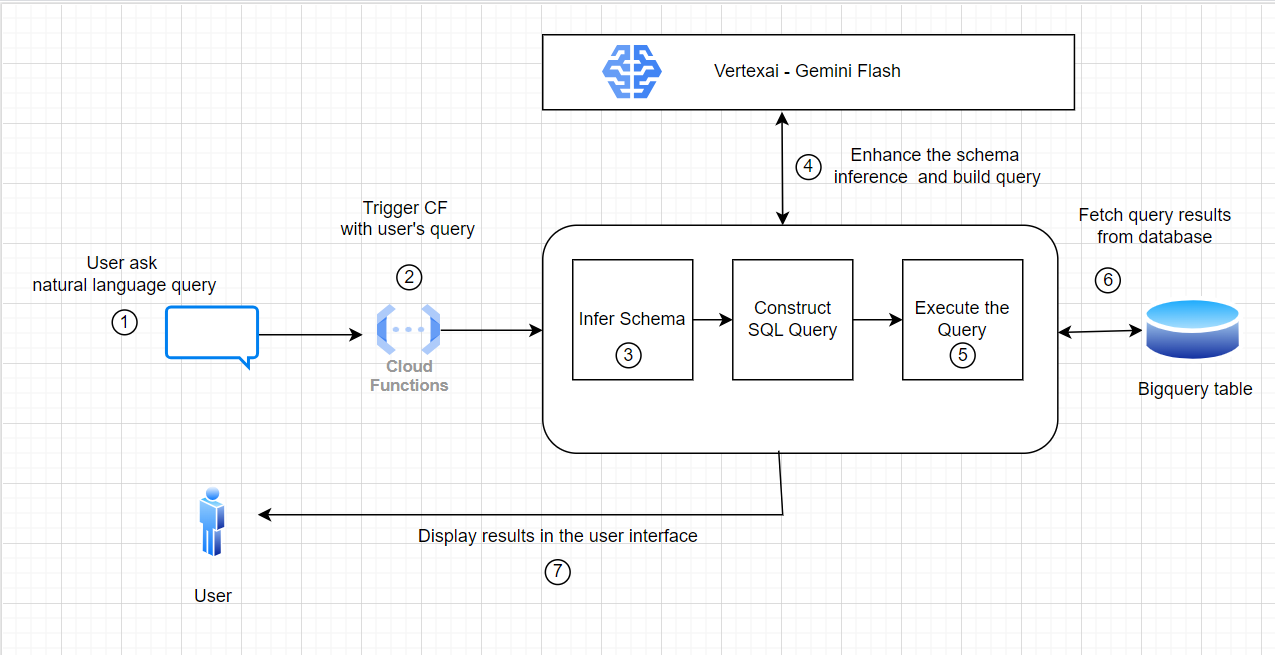 Vertexai - Gemini Flash
4
Enhance the schema
inference  and build query
Trigger CF
with user's query
2
Fetch query results
from database
6
User ask
natural language query
1
Cloud
Functions
Infer Schema
3
Construct
SQL Query
Execute the
Query
5
Bigquery table
Display results in the user interface
7
User